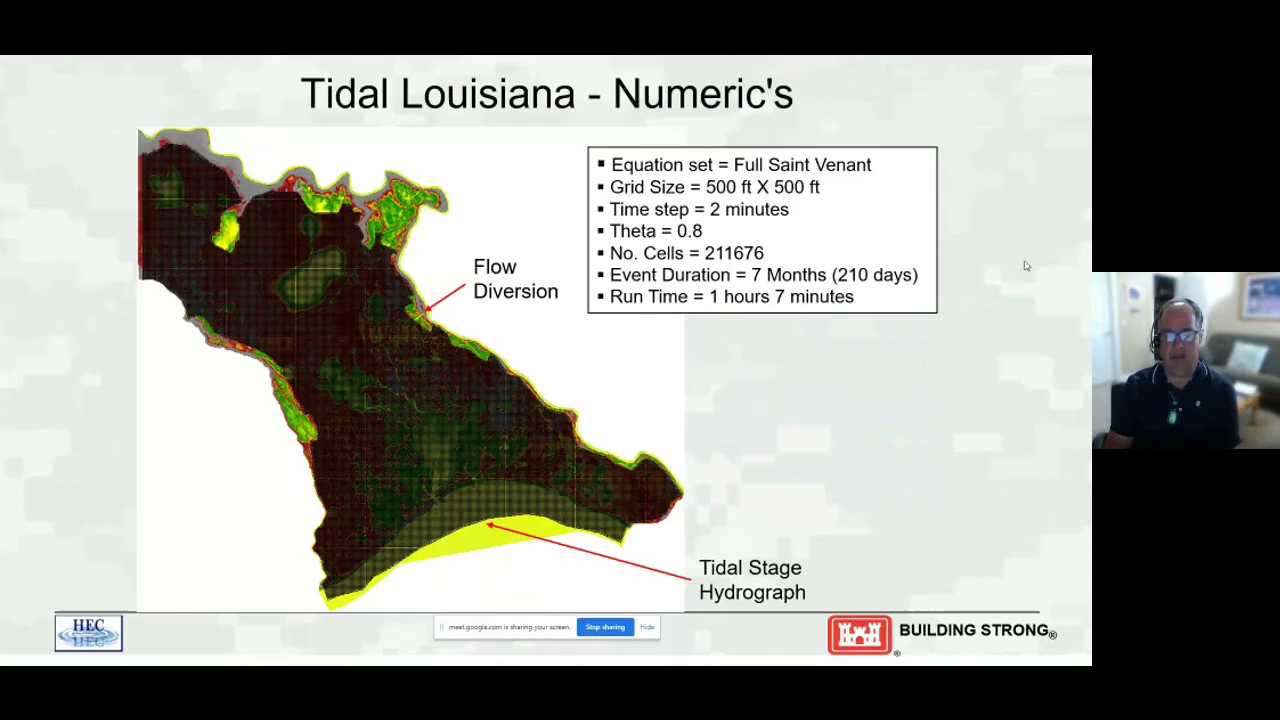 Tidal Louisiana - Numeric's
▪ Equation set = Full Saint Venant
▪ Grid Size = 500 ft X 500 ft
▪ Time step = 2 minutes
▪ Theta = 0.8
▪ No. Cells = 211676
▪ Event Duration = 7 Months (210 days)
▪ Run Time = 1 hours 7 minutes
Flow
Diversion
Tidal Stage
Hydrograph
HEC
meet.google.com is sharing your screen.
Stop sharing
Hide
BUILDING STRONG®
®